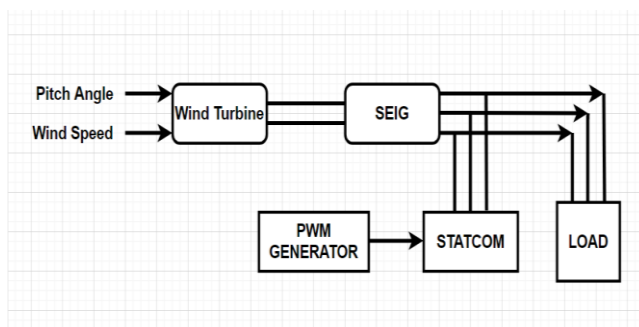 Pitch Angle
Wind Turbine
SEIG
Wind Speed
PWM
GENERATOR
STATCOM
LOAD